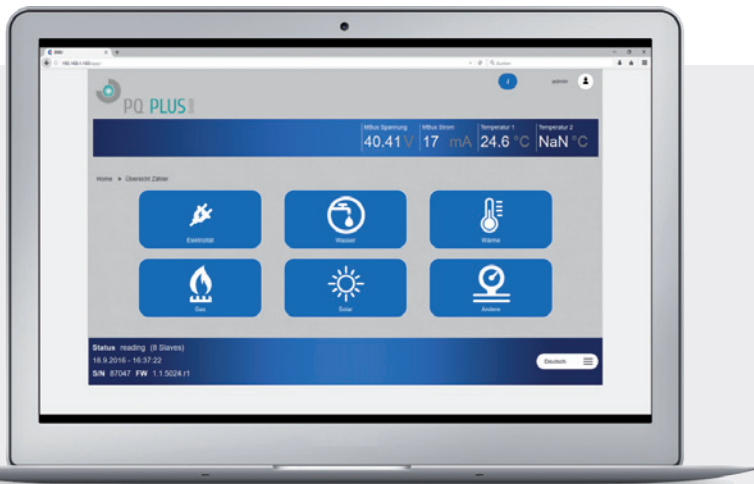 Suchen
i
admin
PQ PLUS
MBus Spannung MBus Strom Temperatur 1 Temperatur 2
40.41 V 17 mA 24.6 °C NaN °C
Home ▸ Übersicht Zähler
Elektrizität Wasser Wärme
Gas Solar Andere
Status reading (8 Slaves)
18.9.2016 - 16:37:22
S/N 87047 FW 1.1.5024.r1
Deutsch